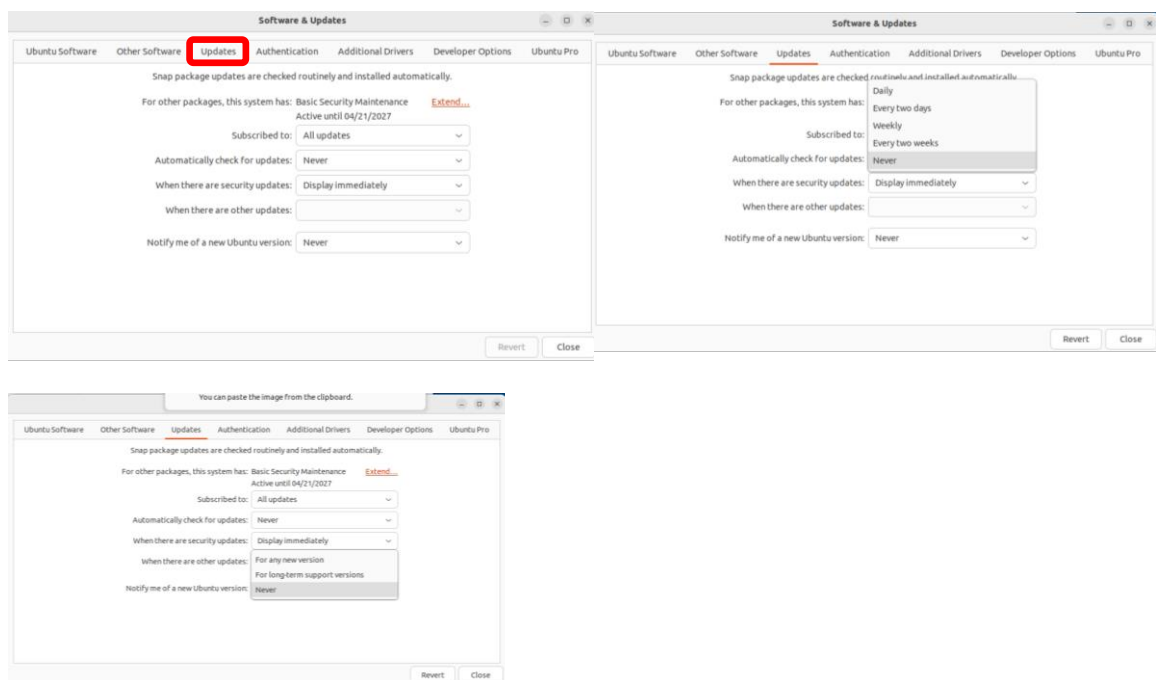 Software & Updates
Ubuntu Software Other Software Updates Authentication Additional Drivers Developer Options Ubuntu Pro
Snap package updates are checked routinely and installed automatically.
For other packages, this system has: Basic Security Maintenance Extend...
Active until 04/21/2027
Subscribed to: All updates
Automatically check for updates: Never
When there are security updates: Display immediately
When there are other updates:
Notify me of a new Ubuntu version: Never
Revert Close
Software & Updates
Ubuntu Software Other Software Updates Authentication Additional Drivers Developer Options Ubuntu Pro
Snap package updates are checked routinely and installed automatically.
Daily
For other packages, this system has: Every two days
Weekly
Subscribed to: Every two weeks
Automatically check for updates: Never
When there are security updates: Display immediately
When there are other updates:
Notify me of a new Ubuntu version: Never
Revert Close
You can paste the image from the clipboard.
Ubuntu Software Other Software Updates Authentication Additional Drivers Developer Options Ubuntu Pro
Snap package updates are checked routinely and installed automatically.
For other packages, this system has: Basic Security Maintenance Extend...
Active until 04/21/2027
Subscribed to: All updates
Automatically check for updates: Never
When there are security updates: Display immediately
When there are other updates: For any new version
For long-term support versions
Notify me of a new Ubuntu version: Never
Revert Close